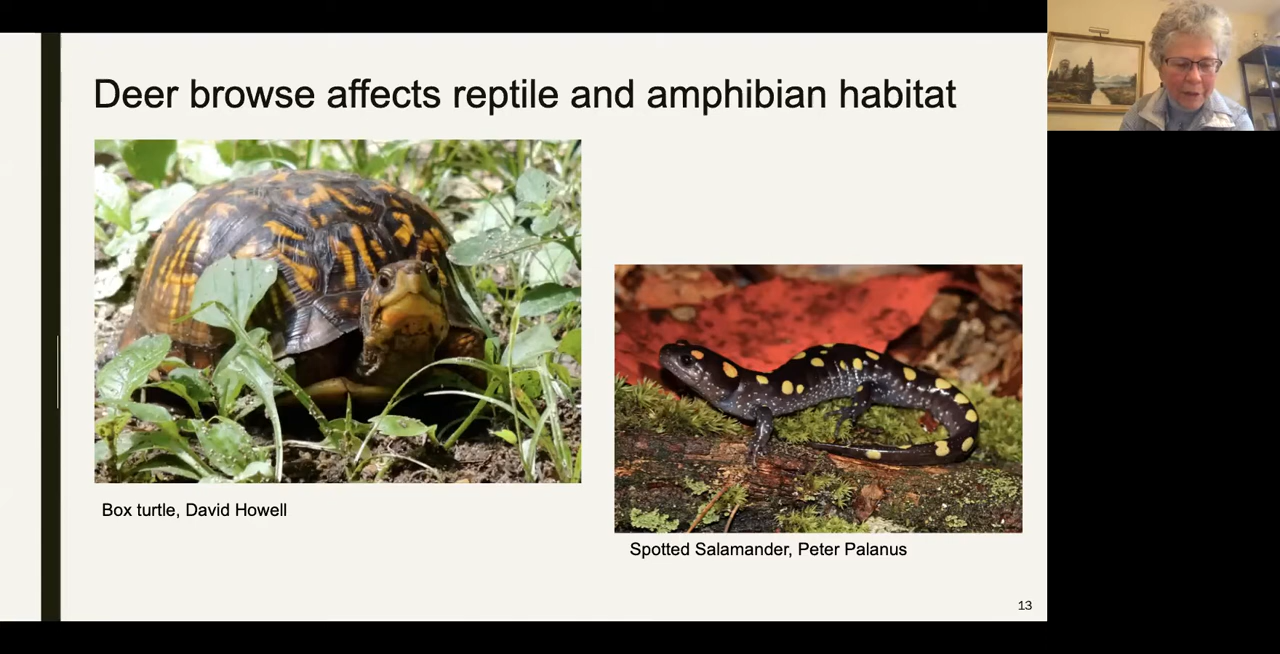 Deer browse affects reptile and amphibian habitat
Box turtle, David Howell
Spotted Salamander, Peter Palanus
13